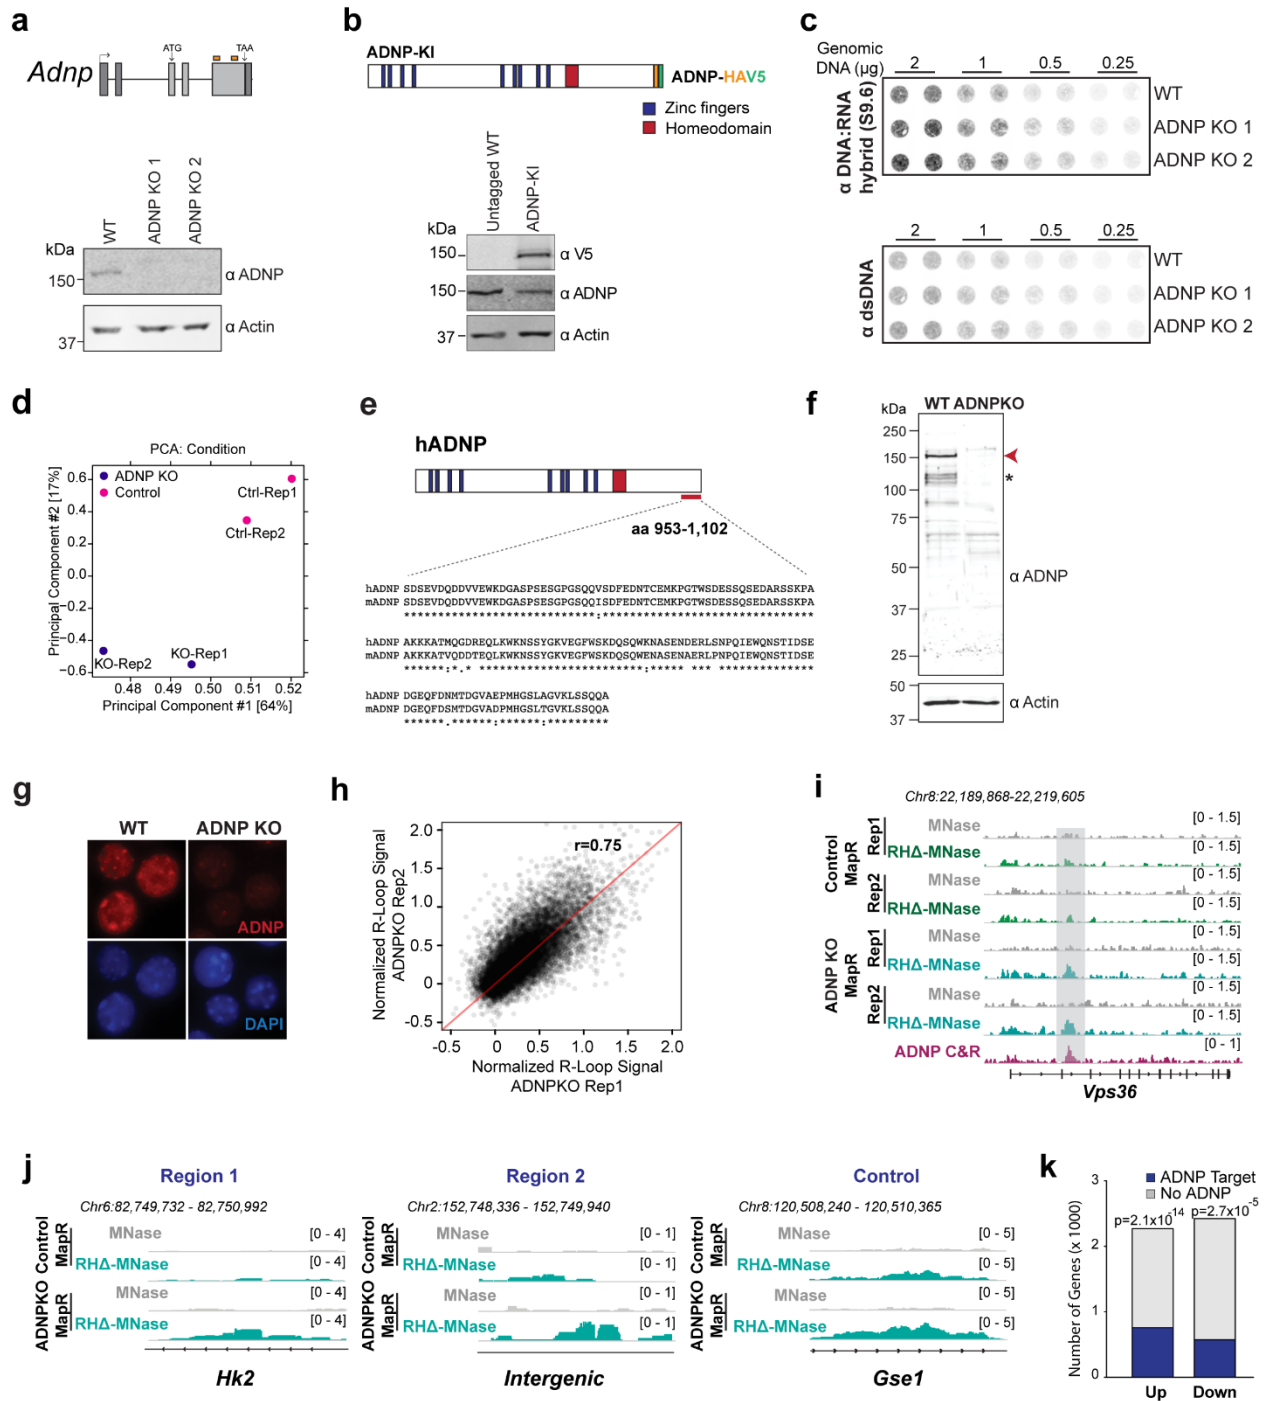 a
Adnp
ATG
TAA
WT
ADNP KO 1
ADNP KO 2
kDa
150
α ADNP
α Actin
37
b
ADNP-KI
ADNP-HAV5
Zinc fingers
Homeodomain
Untagged WT
ADNP-KI
kDa
150
α V5
150
α ADNP
37
α Actin
c
Genomic
DNA (μg)
2
1
0.5
0.25
α DNA:RNA
hybrid (S9.6)
WT
ADNP KO 1
ADNP KO 2
2
1
0.5
0.25
α dsDNA
WT
ADNP KO 1
ADNP KO 2
d
PCA: Condition
Principal Component #2 [17%]
0.6
0.4
0.2
0.0
−0.2
−0.4
−0.6
ADNP KO
Control
Ctrl-Rep1
Ctrl-Rep2
KO-Rep2
KO-Rep1
0.48 0.49 0.50 0.51 0.52
Principal Component #1 [64%]
e
hADNP
aa 953-1,102
hADNP SDSEVDQDDVVEWKDGASPSESGPGSQQVSDFEDNTCEMKPGTWSDESSQSEDARSSKPA
mADNP SDSEVDQDDVVEWKDGASPSESGPGSQQISDFEDNTCEMKPGTWSDESSQSEDARSSKPA
*****************************:******************************
hADNP AKKKATMQGDREQLKWKNSSYGKVEGFWSKDQSQWKNASENDERLSNPQIEWQNSTIDSE
mADNP AKKKATVQDDTEQLKWKNSSYGKVEGFWSKDQSQWENASENAERLPNPQIEWQNSTIDSE
******:*.* ************************:***** *** **************
hADNP DGEQFDNMTDGVAEPMHGSLAGVKLSSQQA
mADNP DGEQFDSMTDGVADPMHGSLTGVKLSSQQA
******.******:******:*********
f
kDa
WT ADNPKO
250
150
*
100
75
50
α ADNP
37
25
50
α Actin
37
g
WT
ADNP KO
ADNP
DAPI
h
Normalized R-Loop Signal
ADNPKO Rep2
2.0
1.5
1.0
0.5
0
-0.5
r=0.75
-0.5 0 0.5 1.0 1.5 2.0
Normalized R-Loop Signal
ADNPKO Rep1
i
Chr8:22,189,868-22,219,605
Control
MapR
Rep1
MNase
[0 - 1.5]
RHΔ-MNase
[0 - 1.5]
Rep2
MNase
[0 - 1.5]
RHΔ-MNase
[0 - 1.5]
ADNP KO
MapR
Rep1
MNase
[0 - 1.5]
RHΔ-MNase
[0 - 1.5]
Rep2
MNase
[0 - 1.5]
RHΔ-MNase
[0 - 1.5]
ADNP C&R
[0 - 1]
Vps36
j
Region 1
Chr6:82,749,732 - 82,750,992
Control
MapR
MNase
[0 - 4]
RHΔ-MNase
[0 - 4]
ADNPKO
MapR
MNase
[0 - 4]
RHΔ-MNase
[0 - 4]
Hk2
Region 2
Chr2:152,748,336 - 152,749,940
Control
MapR
MNase
[0 - 1]
RHΔ-MNase
[0 - 1]
ADNPKO
MapR
MNase
[0 - 1]
RHΔ-MNase
[0 - 1]
Intergenic
Control
Chr8:120,508,240 - 120,510,365
Control
MapR
MNase
[0 - 5]
RHΔ-MNase
[0 - 5]
ADNPKO
MapR
MNase
[0 - 5]
RHΔ-MNase
[0 - 5]
Gse1
k
Number of Genes (x 1000)
3
2
1
0
ADNP Target
No ADNP
p=2.1x10-14
p=2.7x10-5
Up
Down